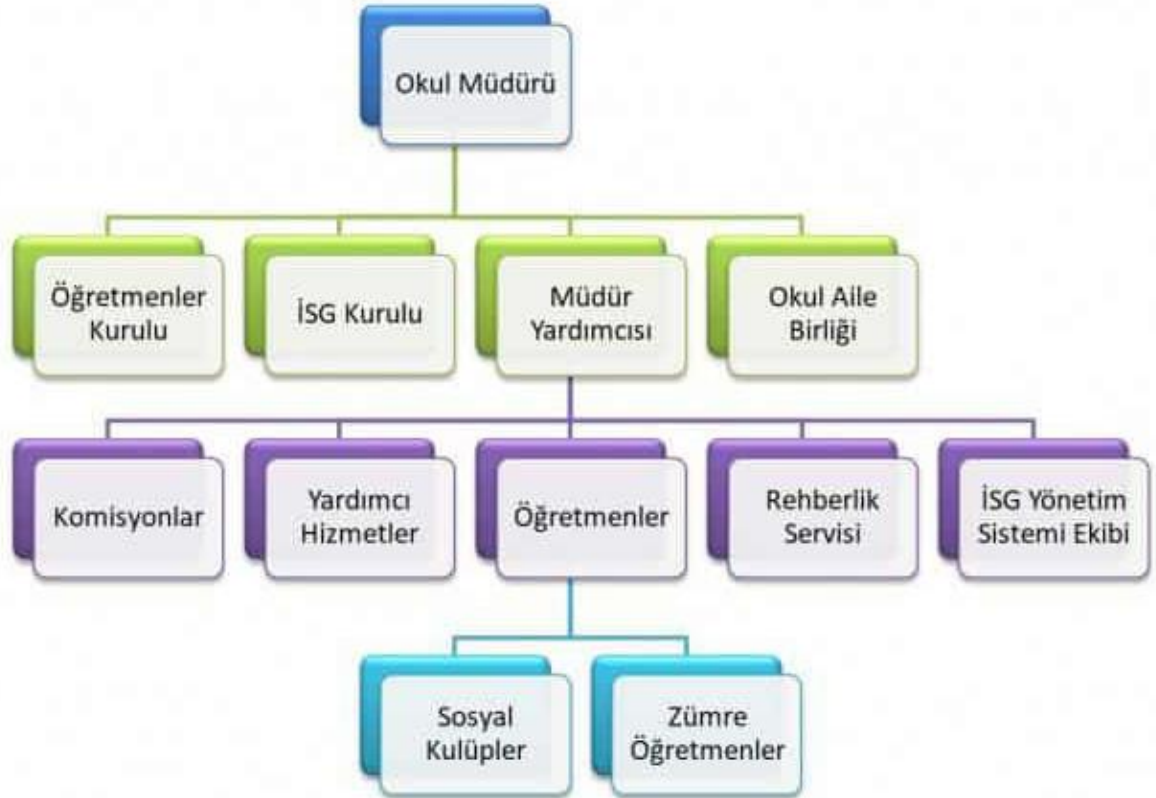 Okul Müdürü
Öğretmenler
Kurulu
İSG Kurulu
Müdür
Yardımcısı
Okul Aile
Birliği
Komisyonlar
Yardımcı
Hizmetler
Öğretmenler
Rehberlik
Servisi
İSG Yönetim
Sistemi Ekibi
Sosyal
Kulüpler
Zümre
Öğretmenler